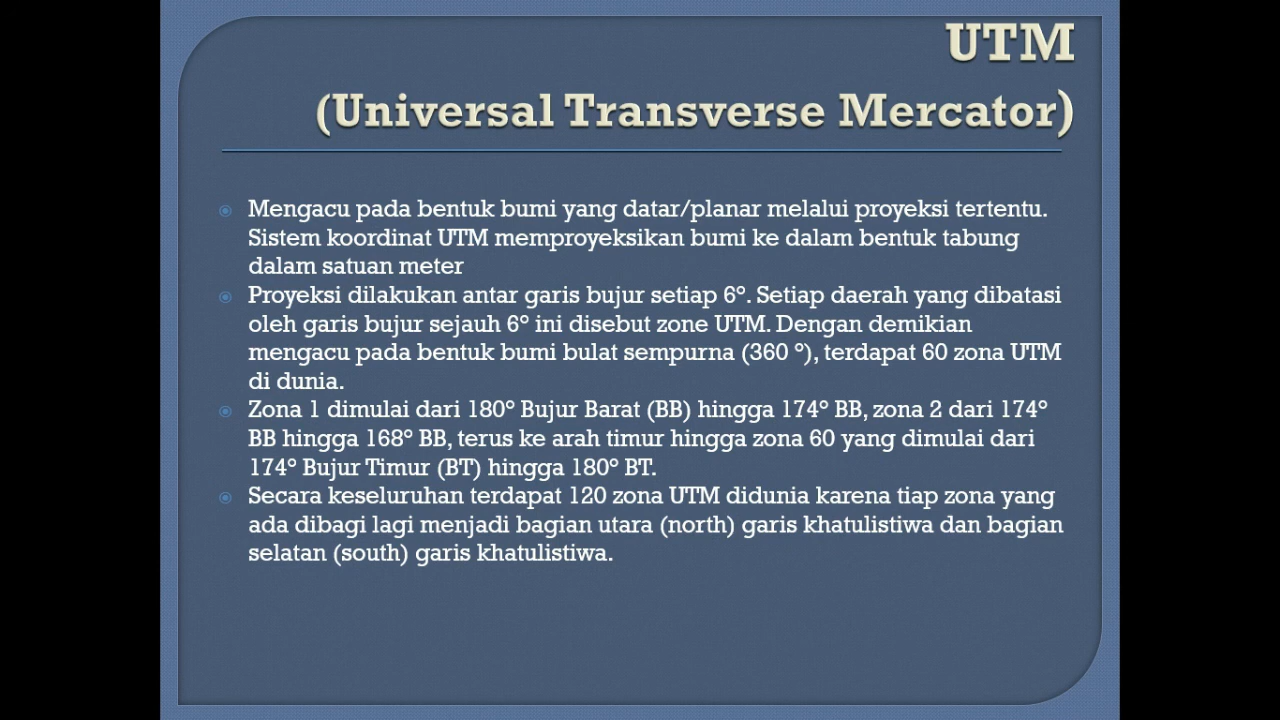 UTM
(Universal Transverse Mercator)
Mengacu pada bentuk bumi yang datar/planar melalui proyeksi tertentu.
Sistem koordinat UTM memproyeksikan bumi ke dalam bentuk tabung
dalam satuan meter
Proyeksi dilakukan antar garis bujur setiap 6°. Setiap daerah yang dibatasi
oleh garis bujur sejauh 6° ini disebut zone UTM. Dengan demikian
mengacu pada bentuk bumi bulat sempurna (360 °), terdapat 60 zona UTM
di dunia.
Zona 1 dimulai dari 180° Bujur Barat (BB) hingga 174° BB, zona 2 dari 174°
BB hingga 168° BB, terus ke arah timur hingga zona 60 yang dimulai dari
174° Bujur Timur (BT) hingga 180° BT.
Secara keseluruhan terdapat 120 zona UTM didunia karena tiap zona yang
ada dibagi lagi menjadi bagian utara (north) garis khatulistiwa dan bagian
selatan (south) garis khatulistiwa.